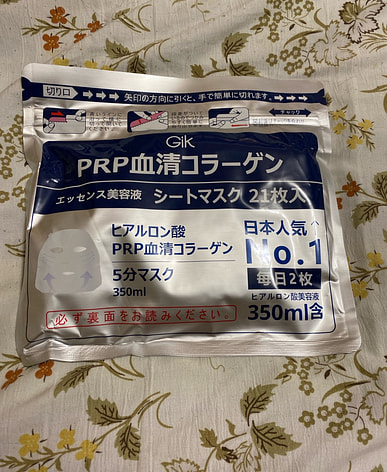 切り口
矢印の方向に引くと、手で簡単に切れます。
チャック
Gik
PRP血清コラーゲン
エッセンス美容液 シートマスク 21枚入
ヒアルロン酸
PRP血清コラーゲン
5分マスク
350ml
日本人気
No.1
毎日2枚
ヒアルロン酸美容液
350ml含
必ず裏面をお読みください。